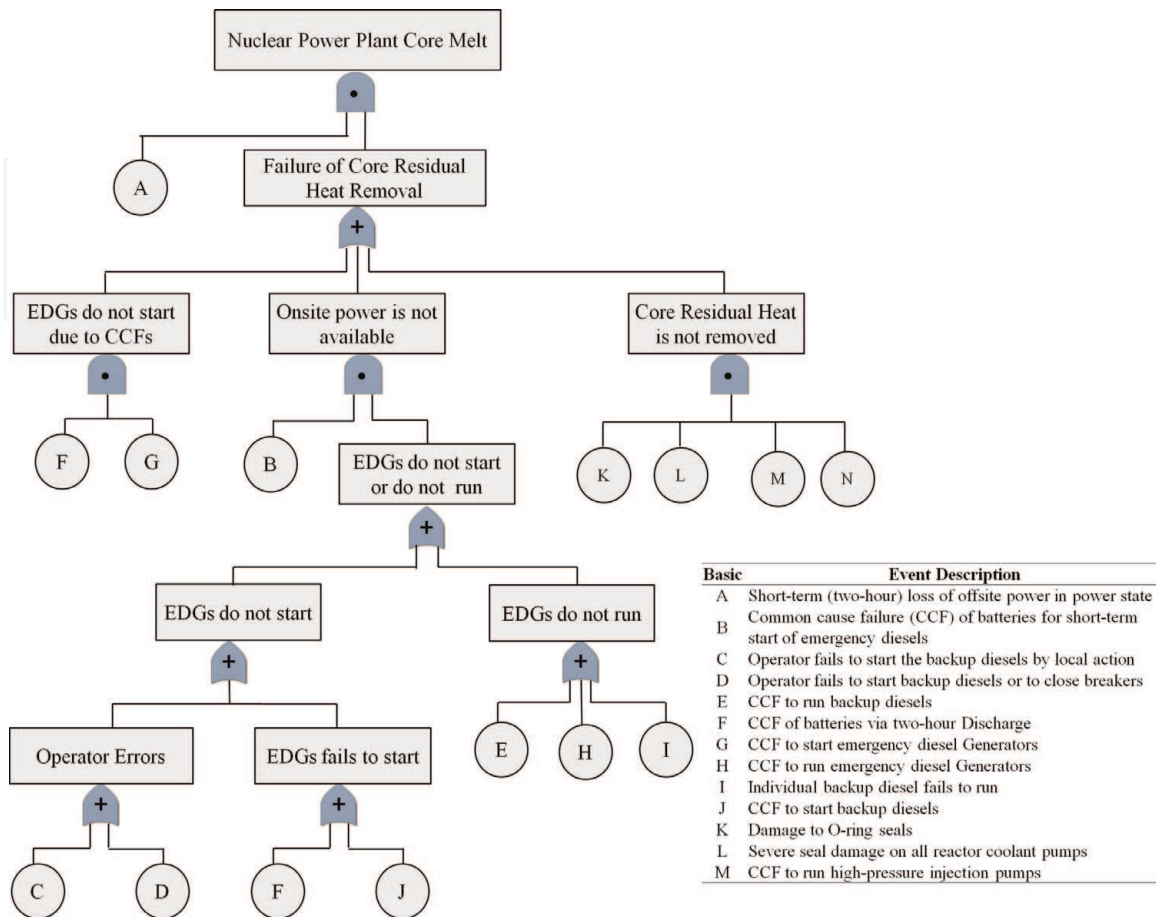 Nuclear Power Plant Core Melt
•
A
Failure of Core Residual
Heat Removal
+
EDGs do not start
due to CCFs
Onsite power is not
available
Core Residual Heat
is not removed
•
•
•
F
G
B
EDGs do not start
or do not run
K
L
M
N
+
EDGs do not start
EDGs do not run
+
+
Operator Errors
EDGs fails to start
E
H
I
+
+
C
D
F
J
Basic Event Description
A Short-term (two-hour) loss of offsite power in power state
B Common cause failure (CCF) of batteries for short-term
start of emergency diesels
C Operator fails to start the backup diesels by local action
D Operator fails to start backup diesels or to close breakers
E CCF to run backup diesels
F CCF of batteries via two-hour Discharge
G CCF to start emergency diesel Generators
H CCF to run emergency diesel Generators
I Individual backup diesel fails to run
J CCF to start backup diesels
K Damage to O-ring seals
L Severe seal damage on all reactor coolant pumps
M CCF to run high-pressure injection pumps